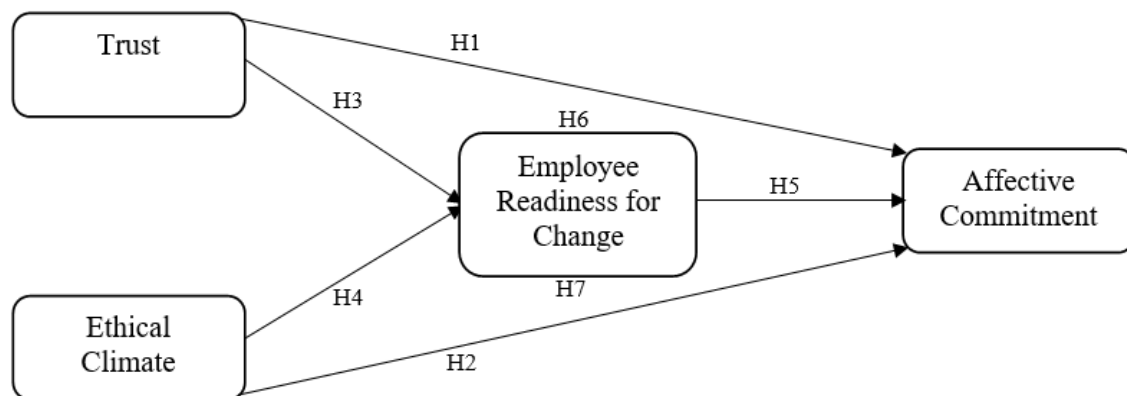 Trust
H1
H3
H6
Employee
Readiness for
Change
H5
Affective
Commitment
H4
H7
Ethical
Climate
H2